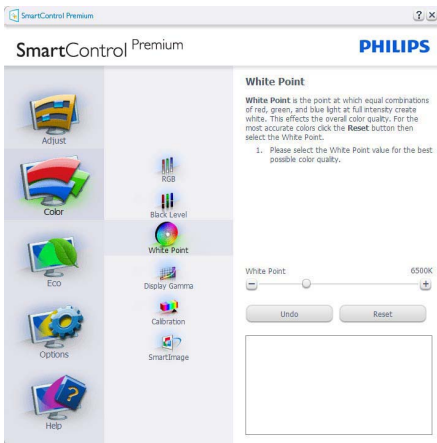 SmartControl Premium
SmartControl Premium
PHILIPS
Adjust
Color
Eco
Options
Help
RGB
Black Level
White Point
Display Gamma
Calibration
SmartImage
White Point
White Point is the point at which equal combinations
of red, green, and blue light at full intensity create
white. This effects the overall color quality. For the
most accurate colors click the Reset button then
select the White Point.
1. Please select the White Point value for the best
possible color quality.
White Point 6500K
Undo Reset